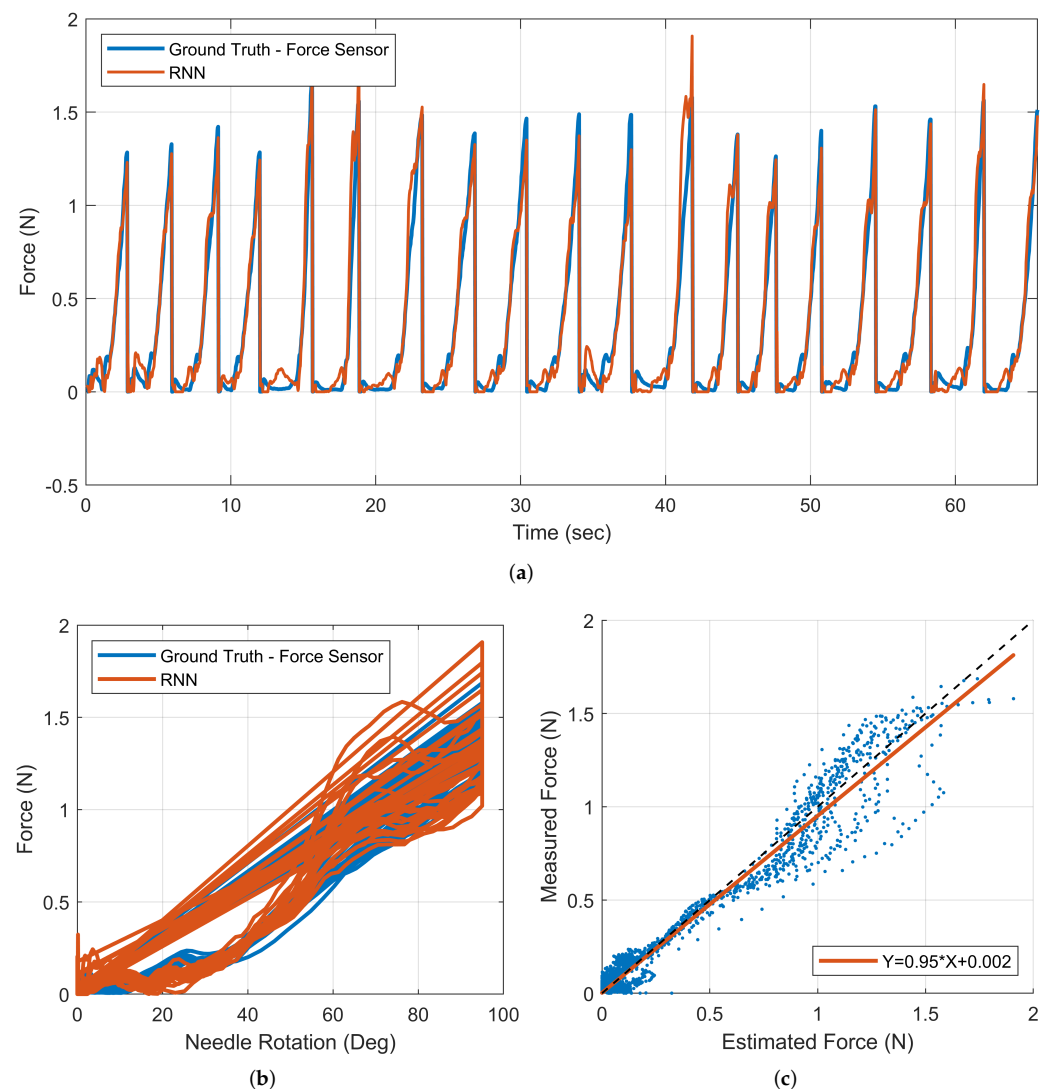 2
1.5
1
0.5
0
-0.5
Force (N)
Ground Truth - Force Sensor
RNN
0 10 20 30 40 50 60
Time (sec)
(a)
2
1.5
1
0.5
0
Force (N)
Ground Truth - Force Sensor
RNN
0 20 40 60 80 100
Needle Rotation (Deg)
(b)
2
1.5
1
0.5
0
Measured Force (N)
Y=0.95*X+0.002
0 0.5 1 1.5 2
Estimated Force (N)
(c)